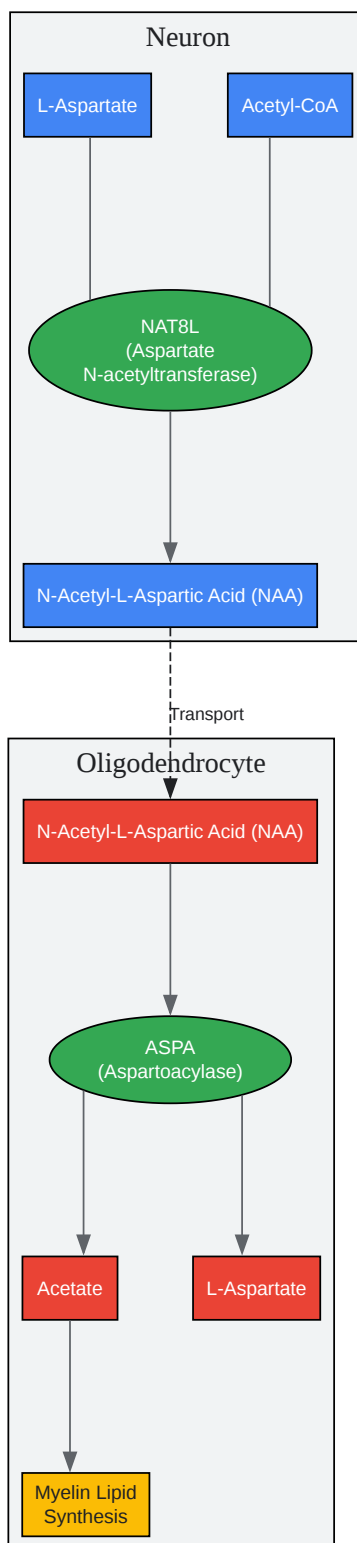 Neuron
L-Aspartate
Acetyl-CoA
NAT8L
(Aspartate
N-acetyltransferase)
N-Acetyl-L-Aspartic Acid (NAA)
Transport
Oligodendrocyte
N-Acetyl-L-Aspartic Acid (NAA)
ASPA
(Aspartoacylase)
Acetate
L-Aspartate
Myelin Lipid
Synthesis